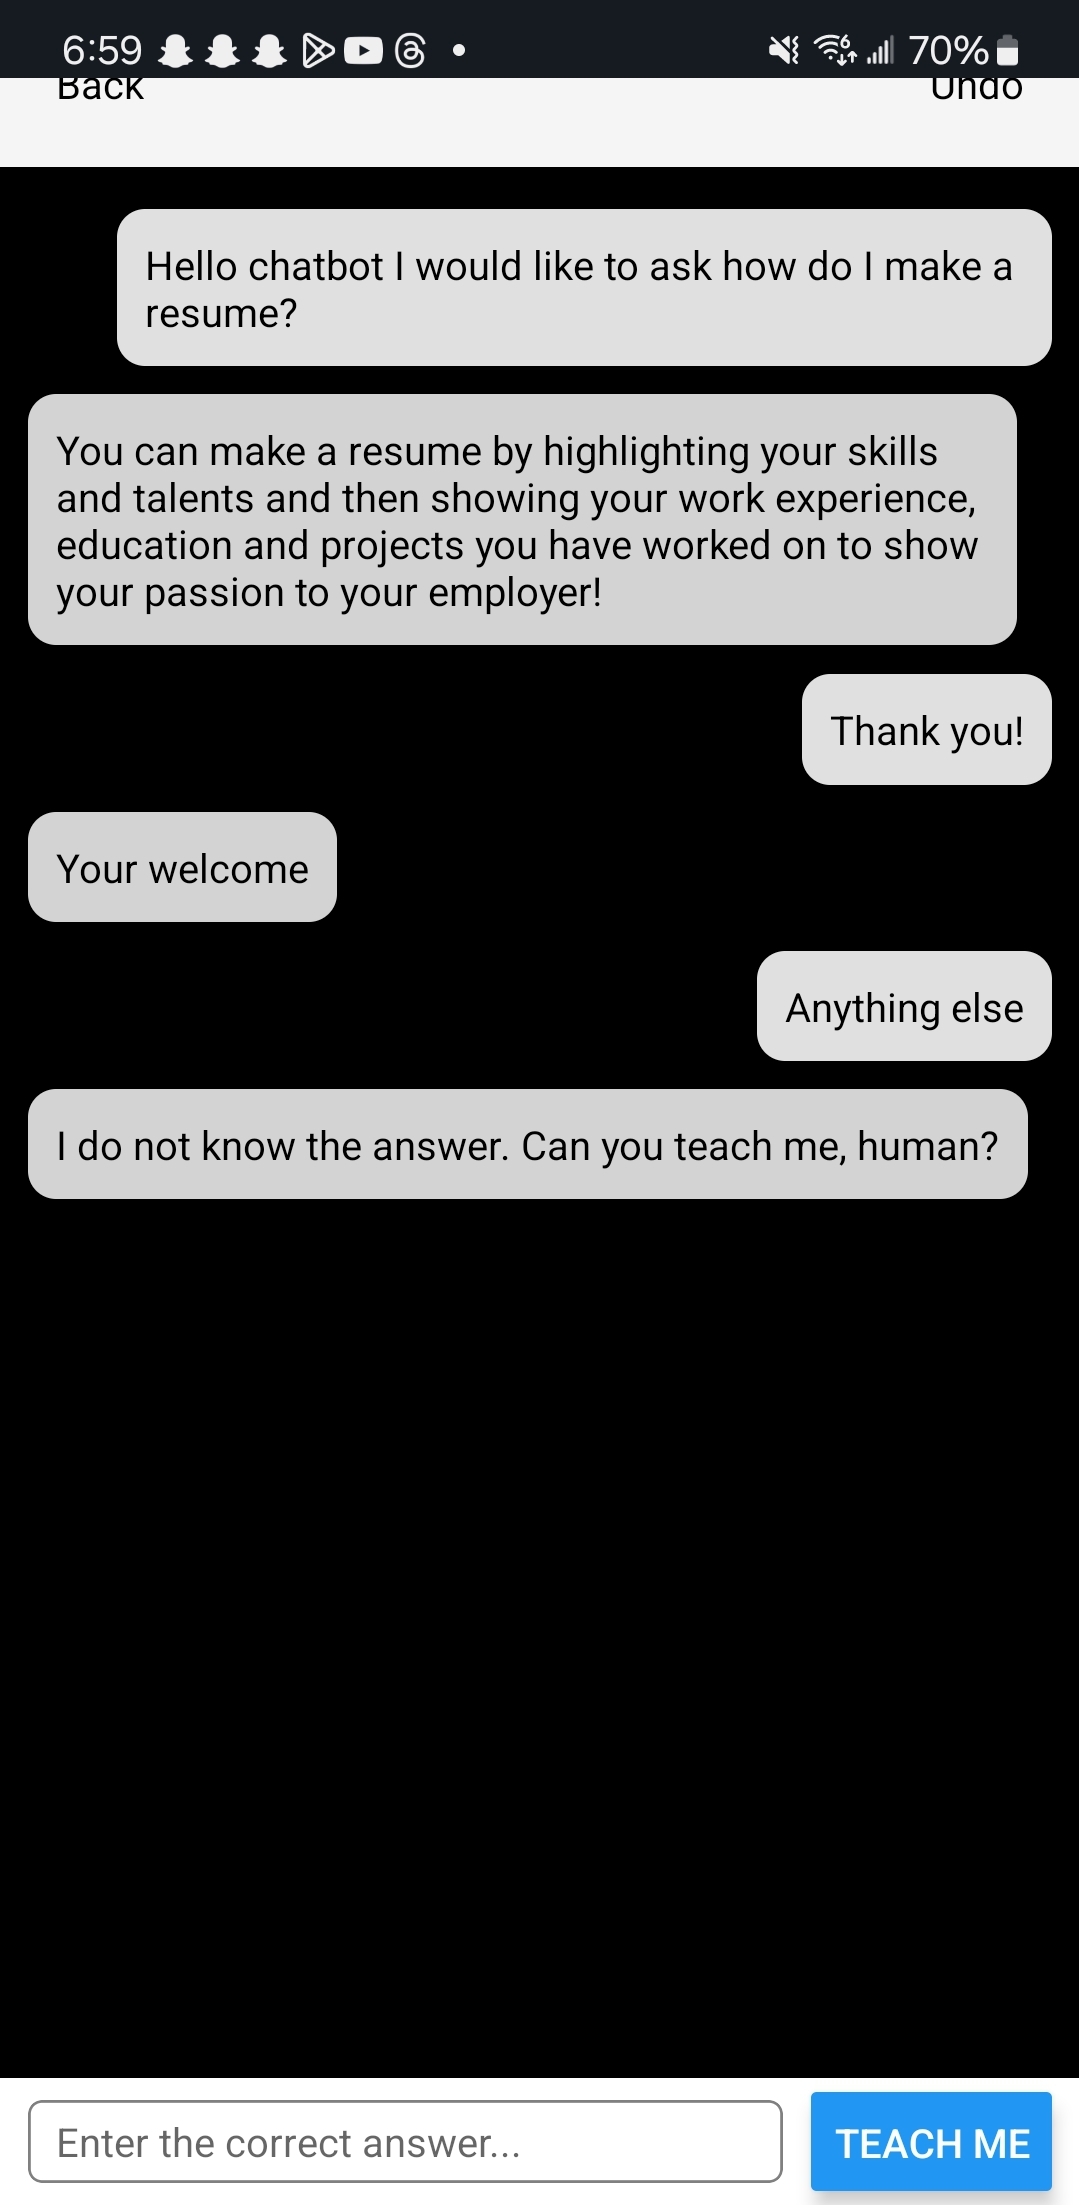 6:59 70%
Back Undo
Hello chatbot I would like to ask how do I make a
resume?
You can make a resume by highlighting your skills
and talents and then showing your work experience,
education and projects you have worked on to show
your passion to your employer!
Thank you!
Your welcome
Anything else
I do not know the answer. Can you teach me, human?
Enter the correct answer... TEACH ME